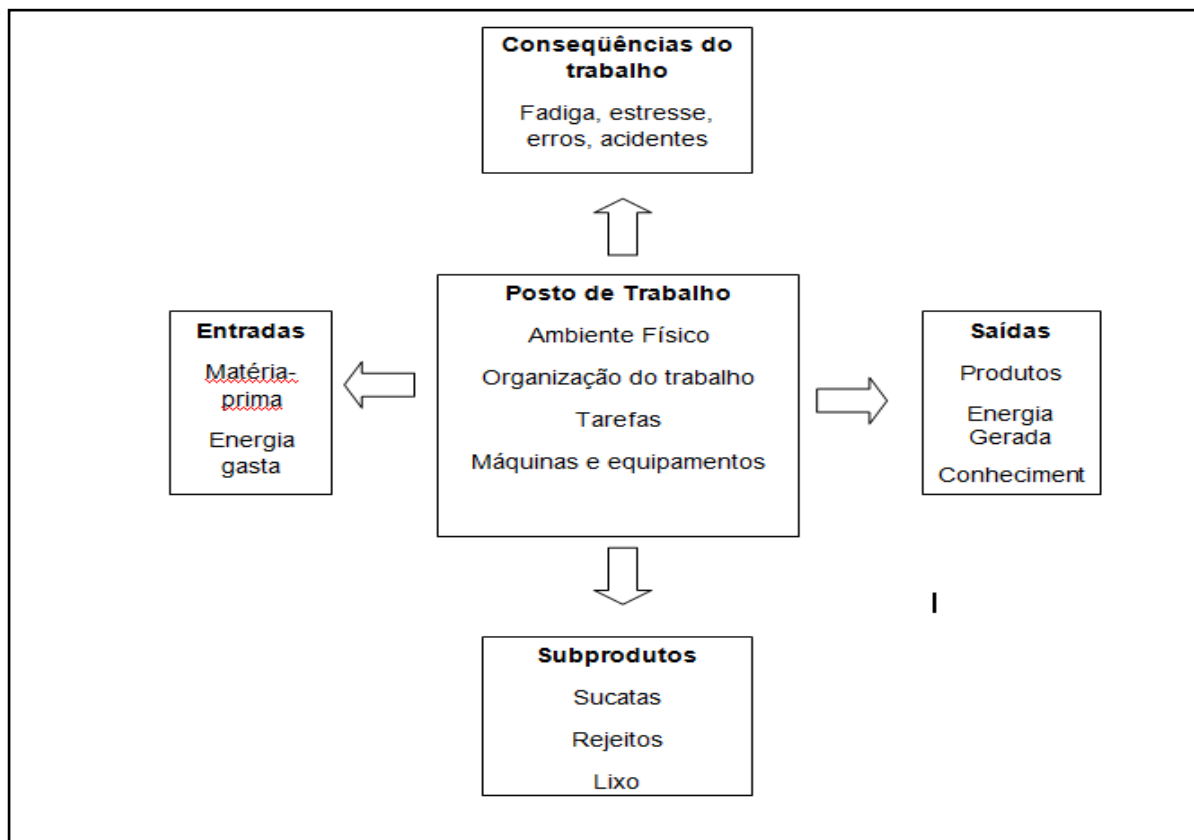 Conseqüências do
trabalho
Fadiga, estresse,
erros, acidentes
Posto de Trabalho
Ambiente Físico
Organização do trabalho
Tarefas
Máquinas e equipamentos
Entradas
Matéria-
prima
Energia
gasta
Saídas
Produtos
Energia
Gerada
Conheciment
Subprodutos
Sucatas
Rejeitos
Lixo